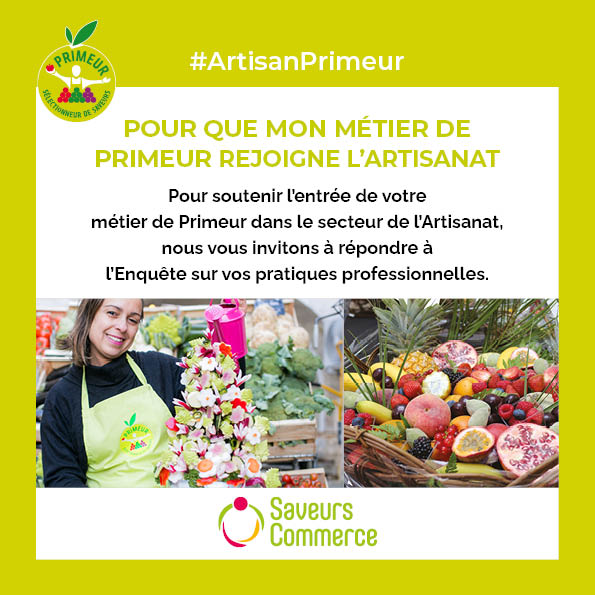 PRIMEUR
SÉLECTIONNEUR DE SAVEURS
#ArtisanPrimeur
POUR QUE MON MÉTIER DE
PRIMEUR REJOIGNE L’ARTISANAT
Pour soutenir l’entrée de votre
métier de Primeur dans le secteur de l’Artisanat,
nous vous invitons à répondre à
l’Enquête sur vos pratiques professionnelles.
PRIMEUR
Saveurs
Commerce